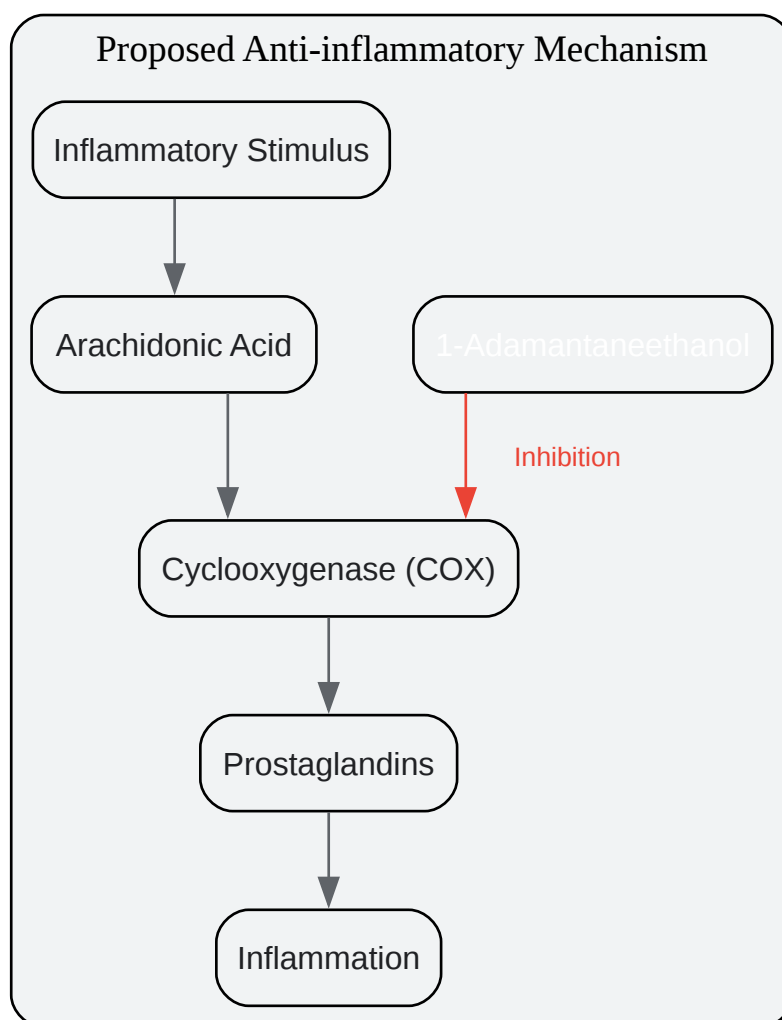 Proposed Anti-inflammatory Mechanism
Inflammatory Stimulus
Arachidonic Acid
1-Adamantaneethanol
Inhibition
Cyclooxygenase (COX)
Prostaglandins
Inflammation